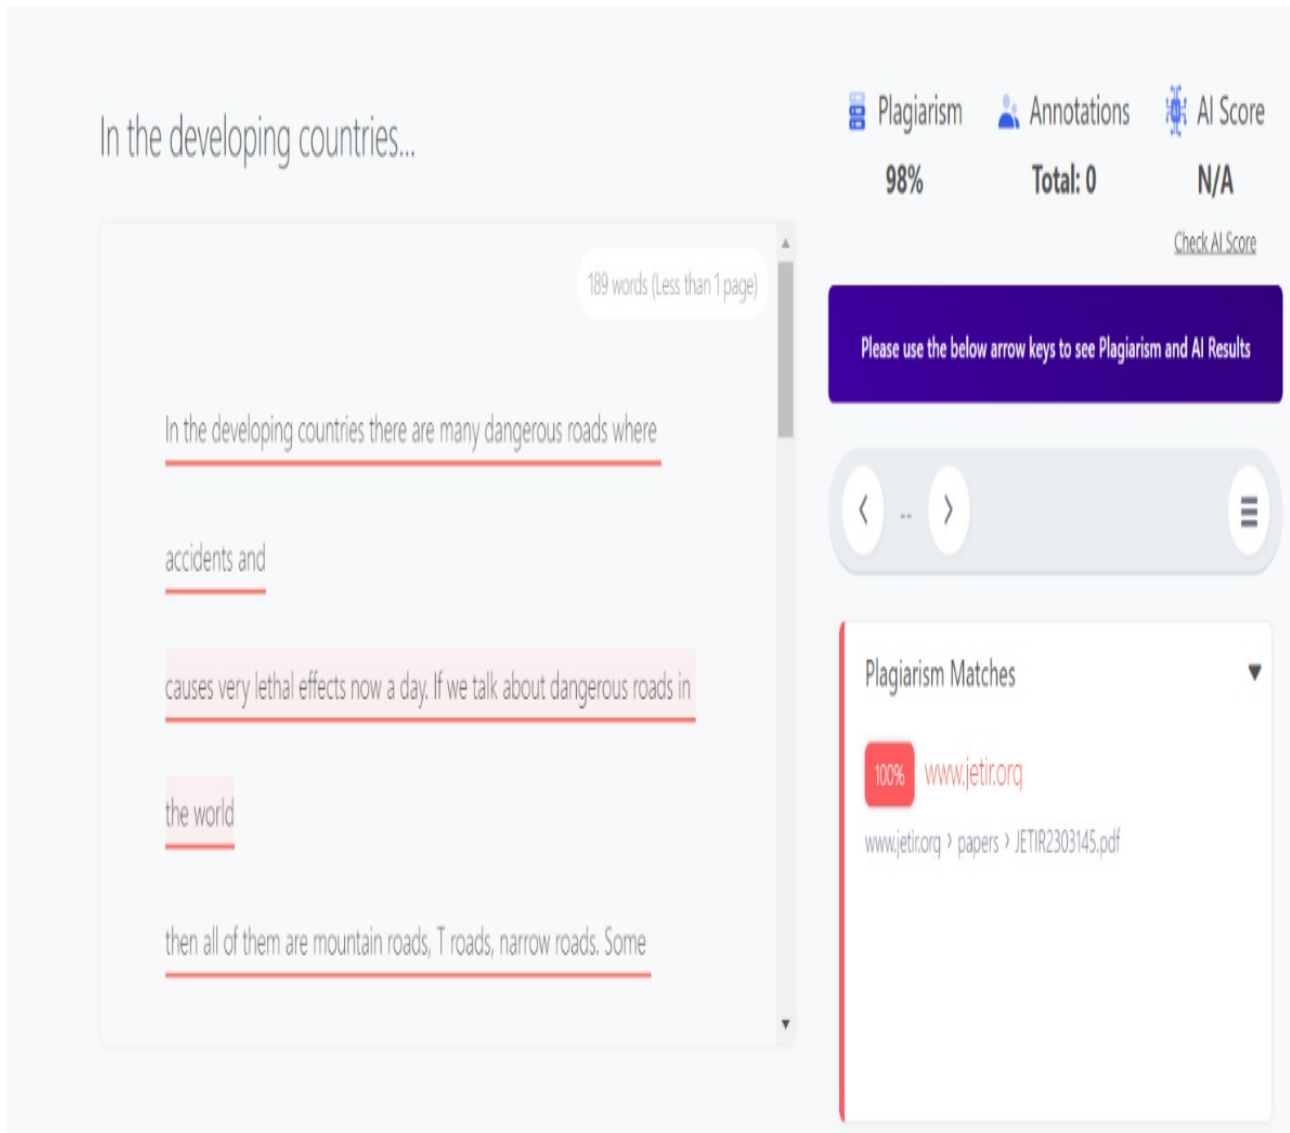 In the developing countries...
Plagiarism
Annotations
AI Score
98%
Total: 0
N/A
Check AI Score
189 words (Less than 1 page)
Please use the below arrow keys to see Plagiarism and AI Results
In the developing countries there are many dangerous roads where
accidents and
causes very lethal effects now a day. If we talk about dangerous roads in
the world
then all of them are mountain roads, T roads, narrow roads. Some
--
Plagiarism Matches
100% www.jetir.org
www.jetir.org > papers > JETIR2303145.pdf